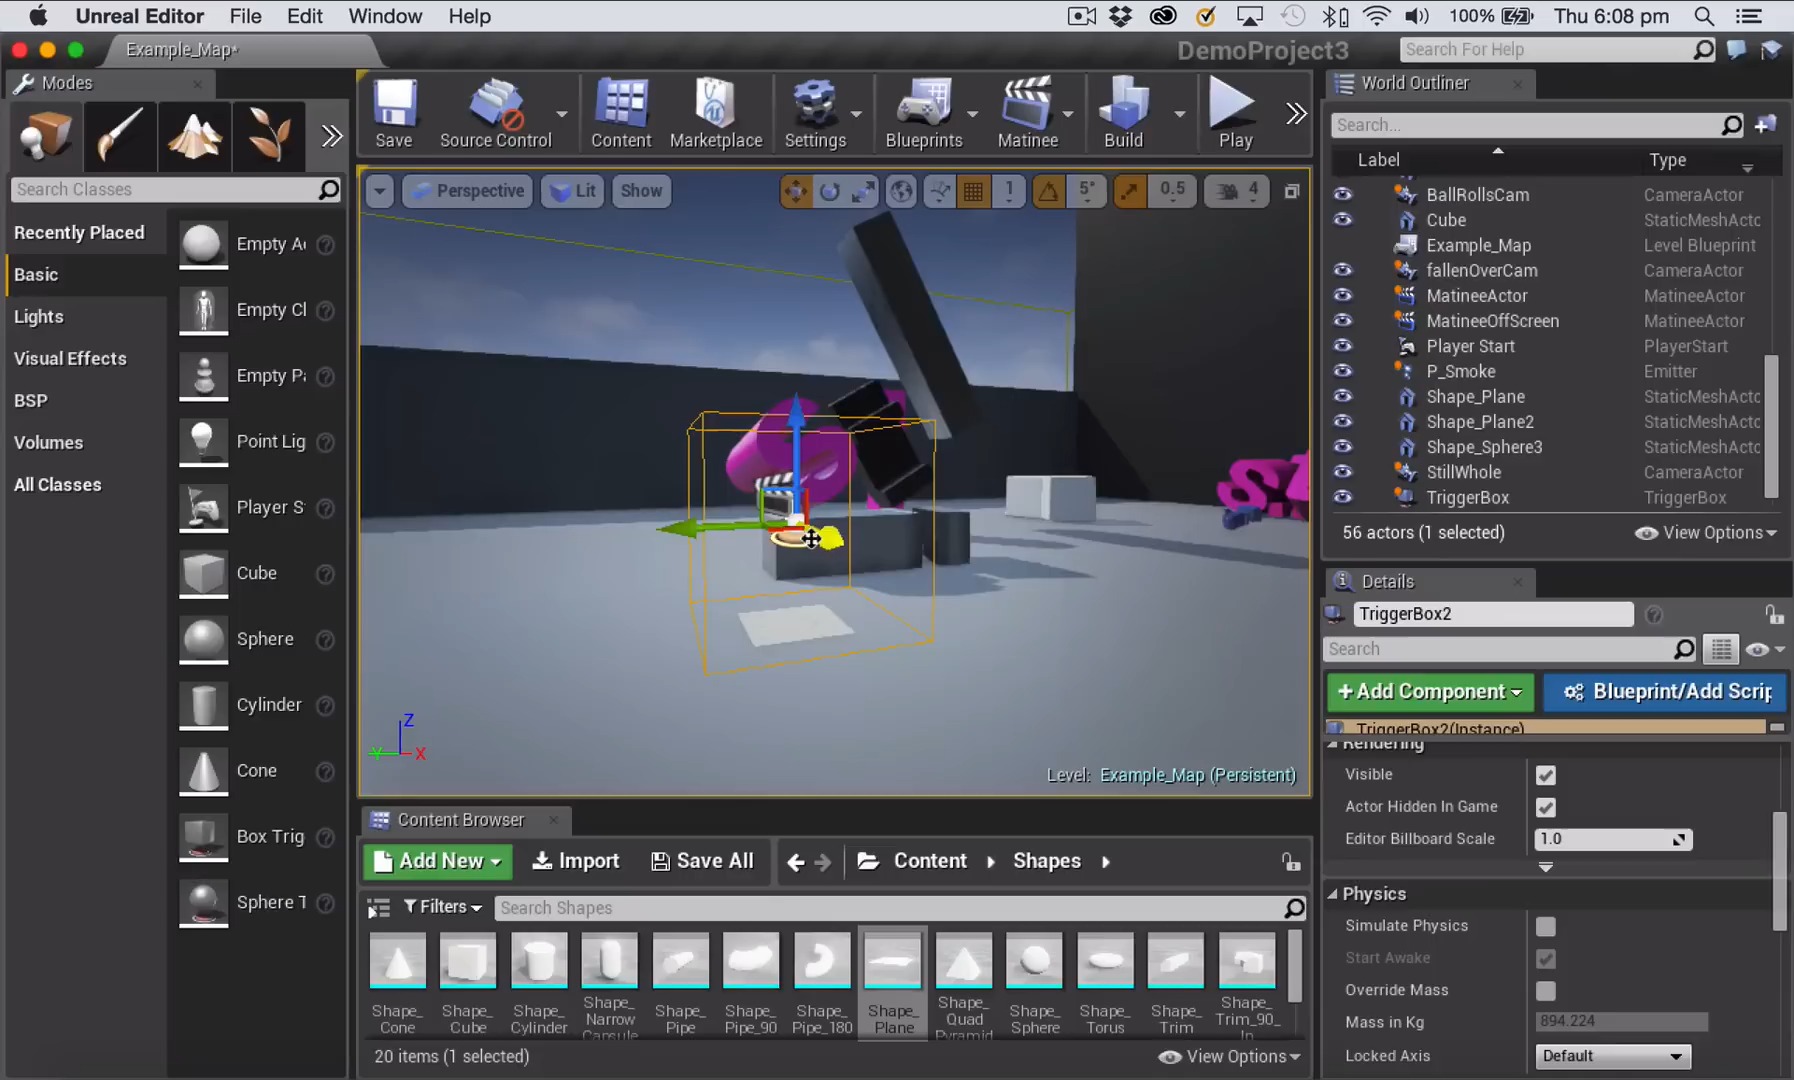 Unreal Editor File Edit Window Help 100% Thu 6:08 pm
Example_Map*
DemoProject3
Search For Help
Modes
Save
Source Control
Content
Marketplace
Settings
Blueprints
Matinee
Build
Play
Search Classes
Recently Placed
Basic
Lights
Visual Effects
BSP
Volumes
All Classes
Empty A
Empty Cl
Empty Pa
Point Lig
Player S
Cube
Sphere
Cylinder
Cone
Box Trig
Sphere T
Perspective
Lit
Show
1
5°
0.5
4
Z
Y
X
Level: Example_Map (Persistent)
Content Browser
Add New
Import
Save All
Content
Shapes
Filters
Search Shapes
Shape_
Cone
Shape_
Cube
Shape_
Cylinder
Shape_
Narrow
Capsule
Shape_
Pipe
Shape_
Pipe_90
Shape_
Pipe_180
Shape_
Plane
Shape_
Quad
Pyramid
Shape_
Sphere
Shape_
Torus
Shape_
Trim
Shape_
Trim_90_
In
20 items (1 selected)
View Options
World Outliner
Search...
Label Type
BallRollsCam CameraActor
Cube StaticMeshActo
Example_Map Level Blueprint
fallenOverCam CameraActor
MatineeActor MatineeActor
MatineeOffScreen MatineeActor
Player Start PlayerStart
P_Smoke Emitter
Shape_Plane StaticMeshActo
Shape_Plane2 StaticMeshActo
Shape_Sphere3 StaticMeshActo
StillWhole CameraActor
TriggerBox TriggerBox
56 actors (1 selected)
View Options
Details
TriggerBox2
Search
+Add Component
Blueprint/Add Scrip
TriggerBox2(Instance)
Rendering
Visible
Actor Hidden In Game
Editor Billboard Scale 1.0
Physics
Simulate Physics
Start Awake
Override Mass
Mass in Kg 894.224
Locked Axis Default